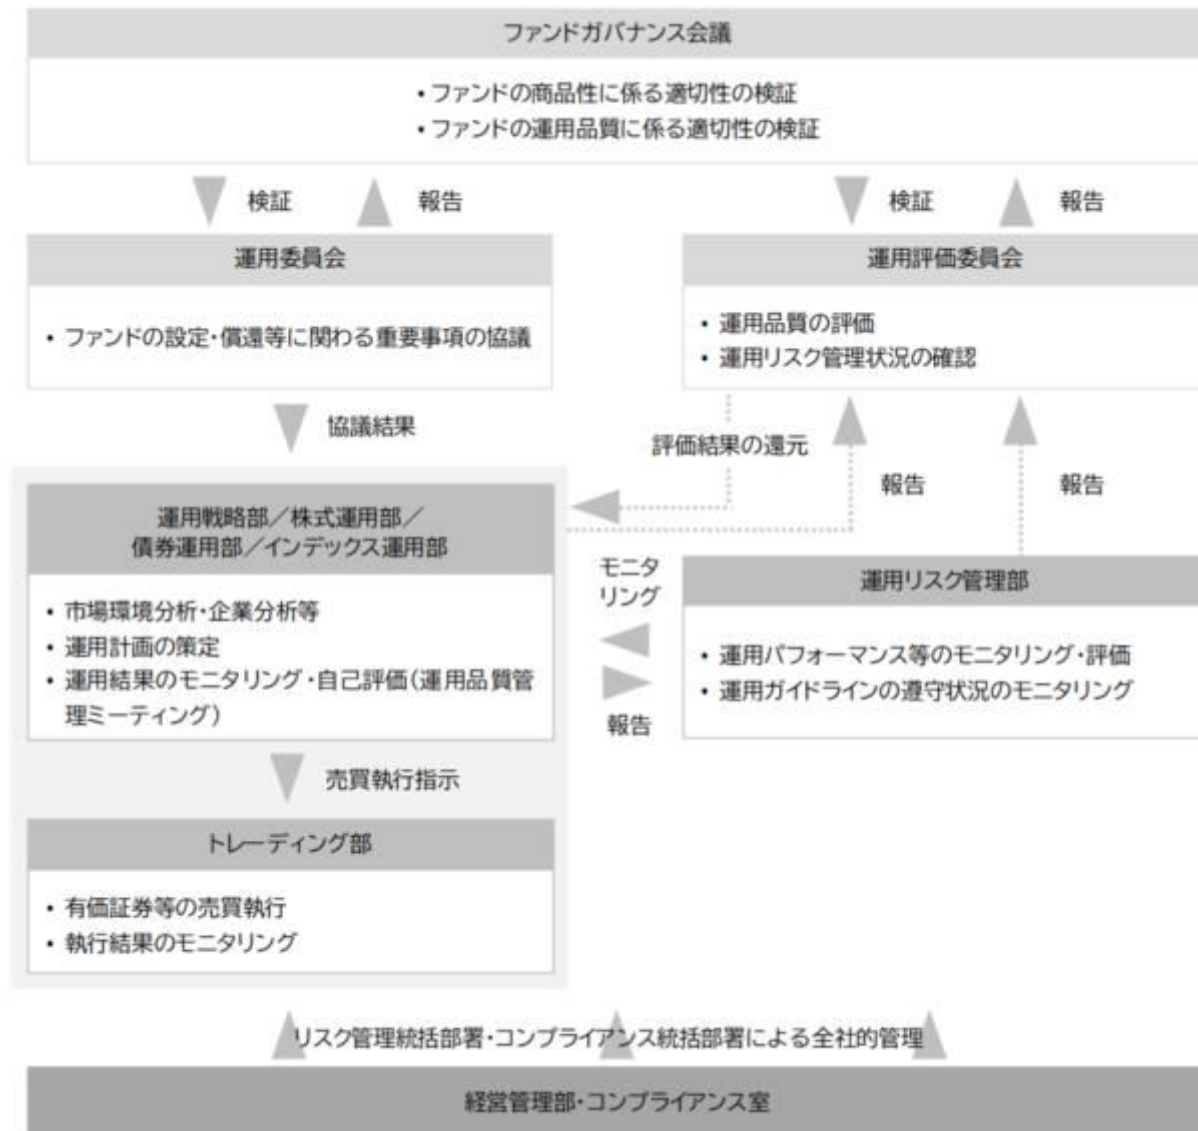 ファンドガバナンス会議
・ファンドの商品性に係る適切性の検証
・ファンドの運用品質に係る適切性の検証
検証
報告
検証
報告
運用委員会
・ファンドの設定・償還等に関わる重要事項の協議
運用評価委員会
・運用品質の評価
・運用リスク管理状況の確認
協議結果
評価結果の還元
報告
報告
運用戦略部／株式運用部／
債券運用部／インデックス運用部
・市場環境分析・企業分析等
・運用計画の策定
・運用結果のモニタリング・自己評価（運用品質管
理ミーティング）
モニタ
リング
報告
運用リスク管理部
・運用パフォーマンス等のモニタリング・評価
・運用ガイドラインの遵守状況のモニタリング
売買執行指示
トレーディング部
・有価証券等の売買執行
・執行結果のモニタリング
リスク管理統括部署・コンプライアンス統括部署による全社的管理
経営管理部・コンプライアンス室